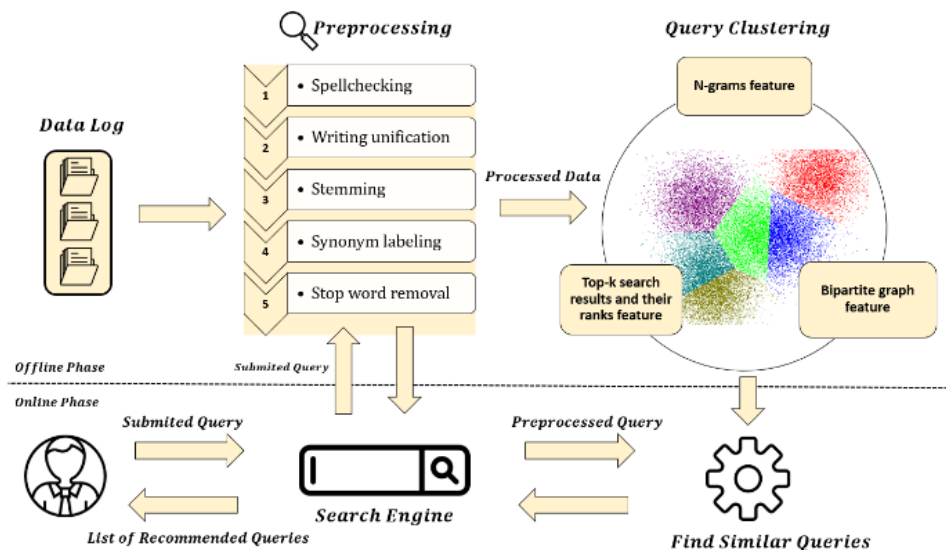 Preprocessing
Query Clustering
N-grams feature
Data Log
1
• Spellchecking
2
• Writing unification
3
• Stemming
4
• Synonym labeling
5
• Stop word removal
Processed Data
Top-k search
results and their
ranks feature
Bipartite graph
feature
Offline Phase
Submited Query
Online Phase
Submited Query
Preprocessed Query
Search Engine
List of Recommended Queries
Find Similar Queries